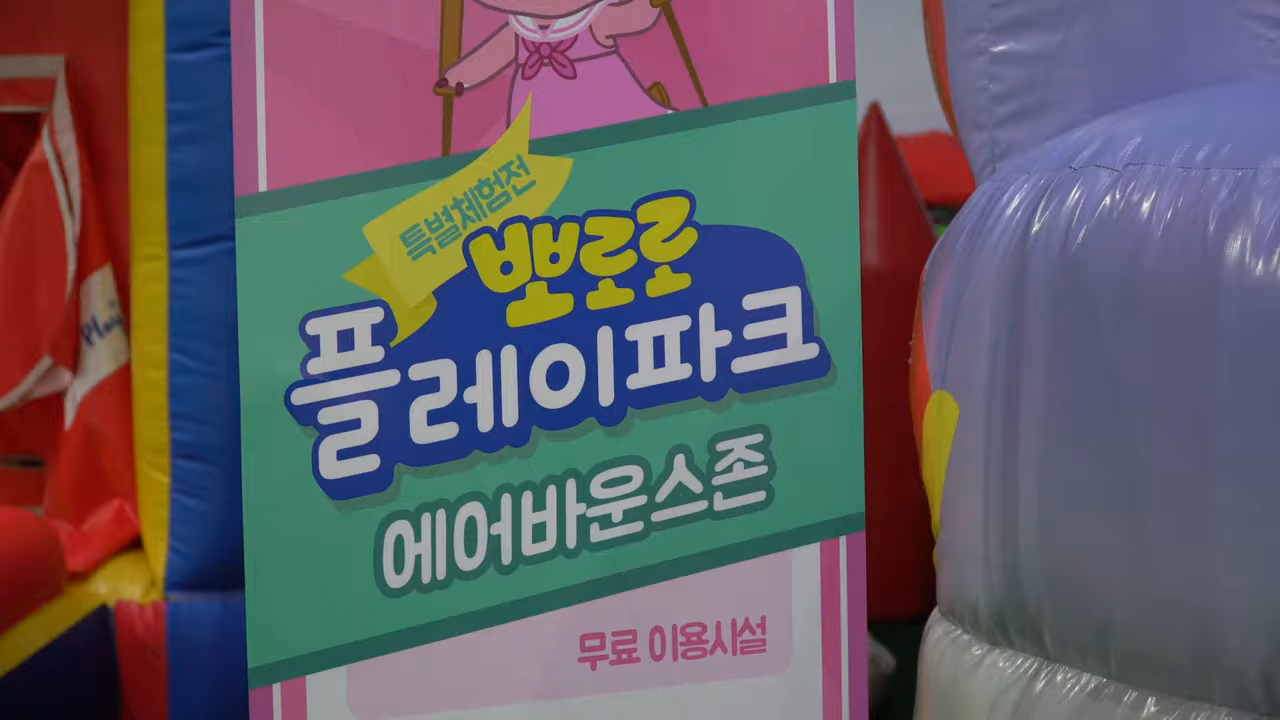 특별체험전
뽀로로
플레이파크
에어바운스존
무료 이용시설